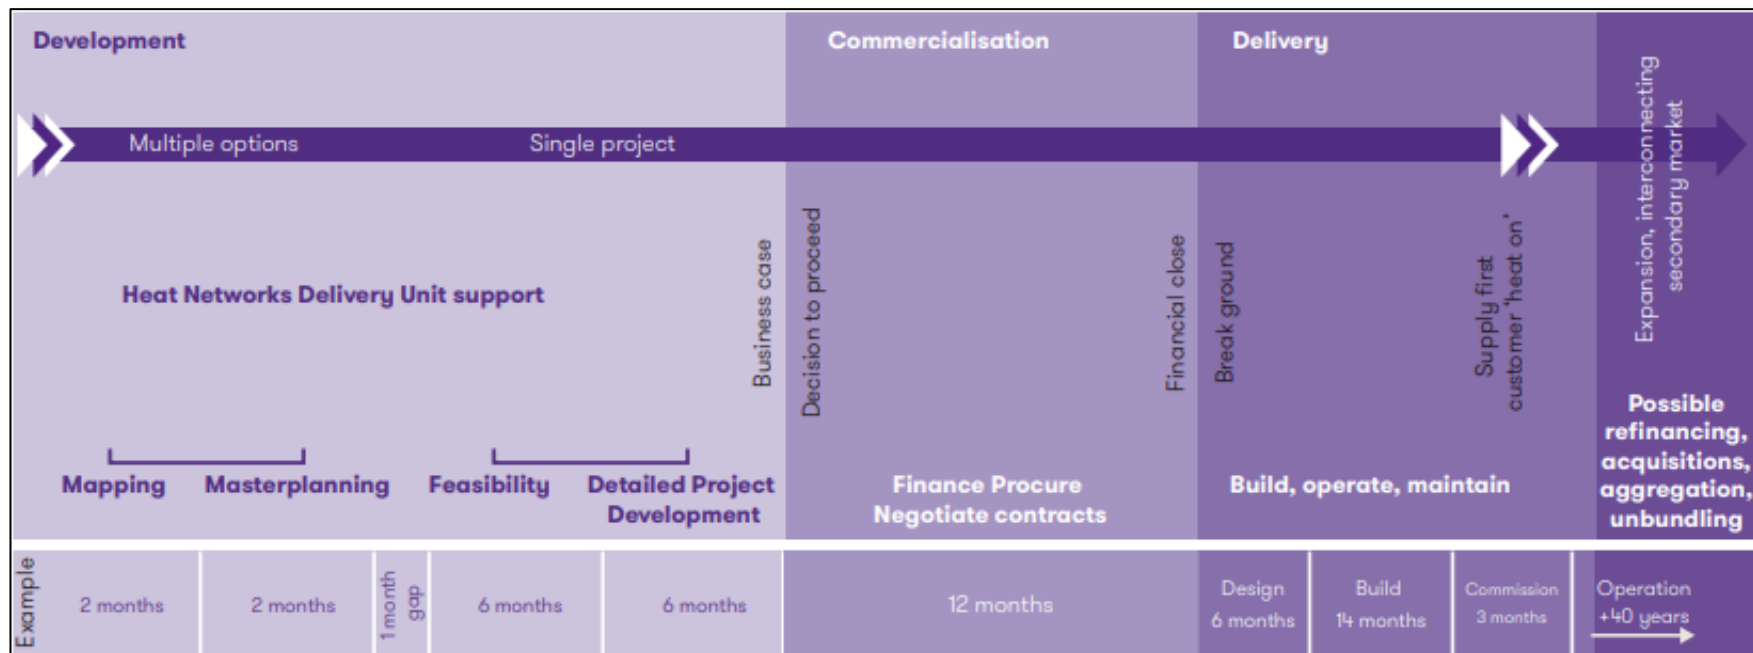 Development
Commercialisation
Delivery
Multiple options
Single project
Heat Networks Delivery Unit support
Business case
Decision to proceed
Financial close
Break ground
Supply first
customer 'heat on'
Expansion, interconnecting
secondary market
Mapping
Masterplanning
Feasibility
Detailed Project
Development
Finance Procure
Negotiate contracts
Build, operate, maintain
Possible
refinancing,
acquisitions,
aggregation,
unbundling
Example
2 months
2 months
1 month
gap
6 months
6 months
12 months
Design
6 months
Build
14 months
Commission
3 months
Operation
+40 years